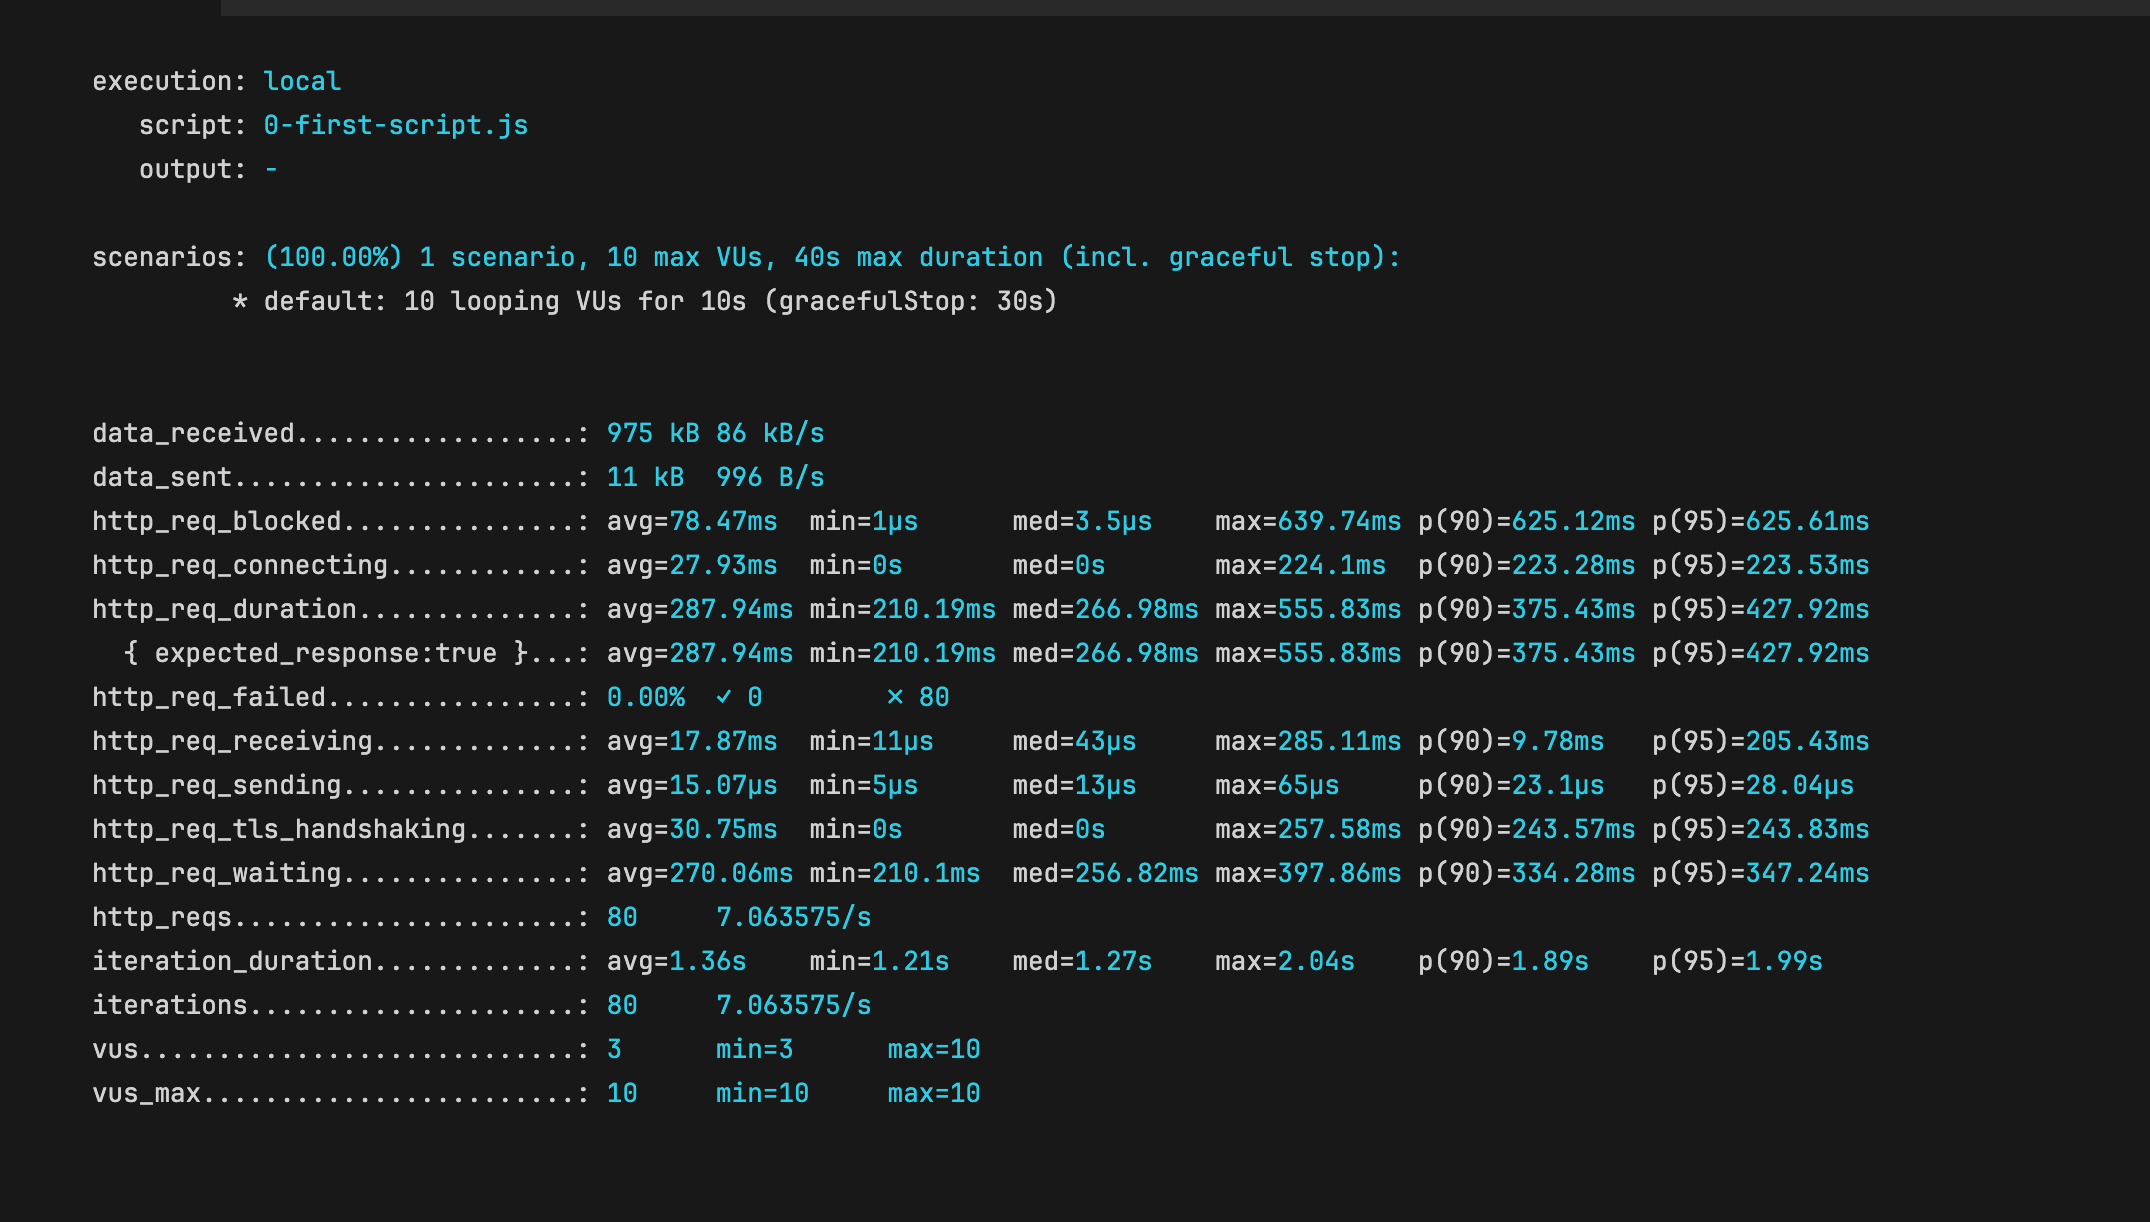 execution: local
script: 0-first-script.js
output: -
scenarios: (100.00%) 1 scenario, 10 max VUs, 40s max duration (incl. graceful stop):
* default: 10 looping VUs for 10s (gracefulStop: 30s)
data_received..................: 975 kB 86 kB/s
data_sent......................: 11 kB  996 B/s
http_req_blocked...............: avg=78.47ms  min=1µs      med=3.5µs    max=639.74ms p(90)=625.12ms p(95)=625.61ms
http_req_connecting............: avg=27.93ms  min=0s       med=0s       max=224.1ms  p(90)=223.28ms p(95)=223.53ms
http_req_duration..............: avg=287.94ms min=210.19ms med=266.98ms max=555.83ms p(90)=375.43ms p(95)=427.92ms
{ expected_response:true }...: avg=287.94ms min=210.19ms med=266.98ms max=555.83ms p(90)=375.43ms p(95)=427.92ms
http_req_failed................: 0.00%  ✓ 0        ✗ 80
http_req_receiving.............: avg=17.87ms  min=11µs     med=43µs     max=285.11ms p(90)=9.78ms   p(95)=205.43ms
http_req_sending...............: avg=15.07µs  min=5µs      med=13µs     max=65µs     p(90)=23.1µs   p(95)=28.04µs
http_req_tls_handshaking.......: avg=30.75ms  min=0s       med=0s       max=257.58ms p(90)=243.57ms p(95)=243.83ms
http_req_waiting...............: avg=270.06ms min=210.1ms  med=256.82ms max=397.86ms p(90)=334.28ms p(95)=347.24ms
http_reqs......................: 80     7.063575/s
iteration_duration.............: avg=1.36s    min=1.21s    med=1.27s    max=2.04s    p(90)=1.89s    p(95)=1.99s
iterations.....................: 80     7.063575/s
vus............................: 3      min=3      max=10
vus_max........................: 10     min=10     max=10